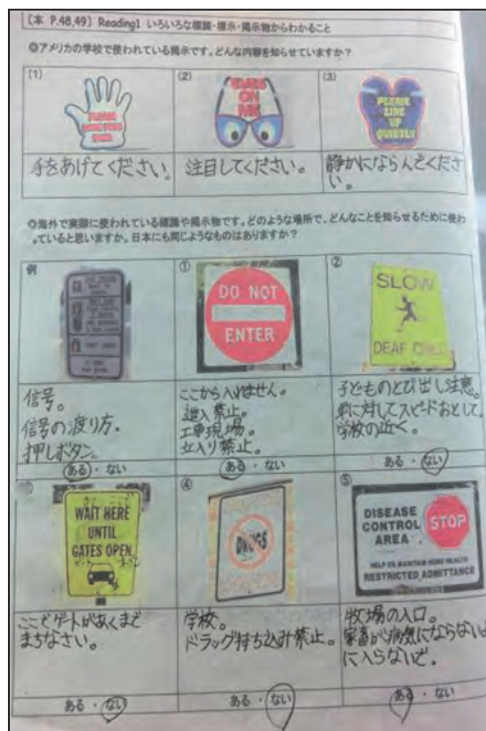 〔本 P.48,49〕 Reading1 いろいろな標識・標示・掲示物からわかること
◎アメリカの学校で使われている掲示です。どんな内容を知らせていますか？
(1)
(2)
(3)
PLEASE
RAISE YOUR
HAND
EYES
ON
ME
PLEASE
LINE
UP
QUIETLY
手をあげてください。
注目してください。
静かにならんでくださ
い。
◎海外で実際に使われている標識や掲示物です。どのような場所で、どんなことを知らせるために使わ
れていると思いますか。日本にも同じようなものはありますか？
例
①
②
DO NOT
ENTER
SLOW
DEAF CHILD
信号。
信号の渡り方。
押しボタン。
ここから入れません。
進入禁止。
工事現場。
立入り禁止。
子どものとび出し注意。
車に対してスピードおとして。
学校の近く。
ある・ない
ある・ない
ある・ない
③
④
⑤
WAIT HERE
UNTIL
GATES OPEN
DRUGS
DISEASE
CONTROL
AREA
STOP
HELP US MAINTAIN HERD HEALTH
RESTRICTED ADMITTANCE
ここでゲートがあくまで
まちなさい。
学校。
ドラッグ持ち込み禁止。
牧場の入口。
家畜が病気にならないよう
に入らないで。
ある・ない
ある・ない
ある・ない